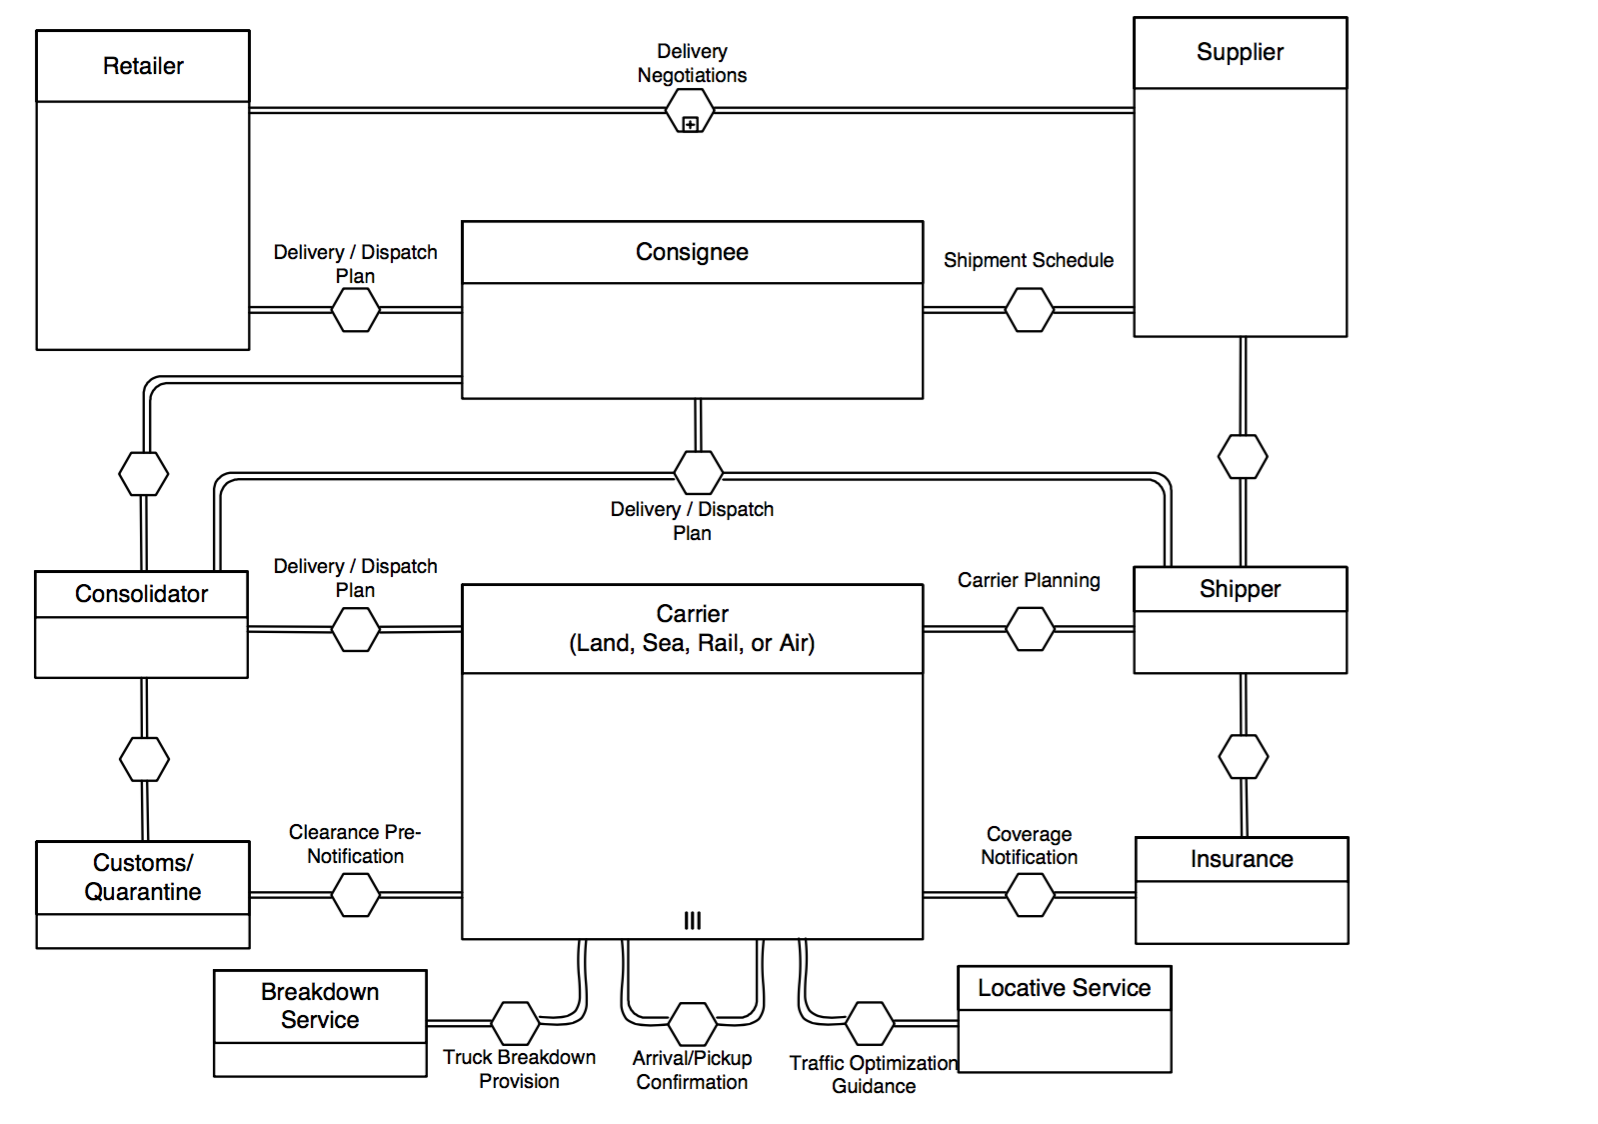 Retailer
Delivery
Negotiations
Supplier
Delivery / Dispatch
Plan
Consignee
Shipment Schedule
Delivery / Dispatch
Plan
Consolidator
Delivery / Dispatch
Plan
Carrier
(Land, Sea, Rail, or Air)
Carrier Planning
Shipper
Customs/
Quarantine
Clearance Pre-
Notification
Coverage
Notification
Insurance
Breakdown
Service
Truck Breakdown
Provision
Arrival/Pickup
Confirmation
Traffic Optimization
Guidance
Locative Service